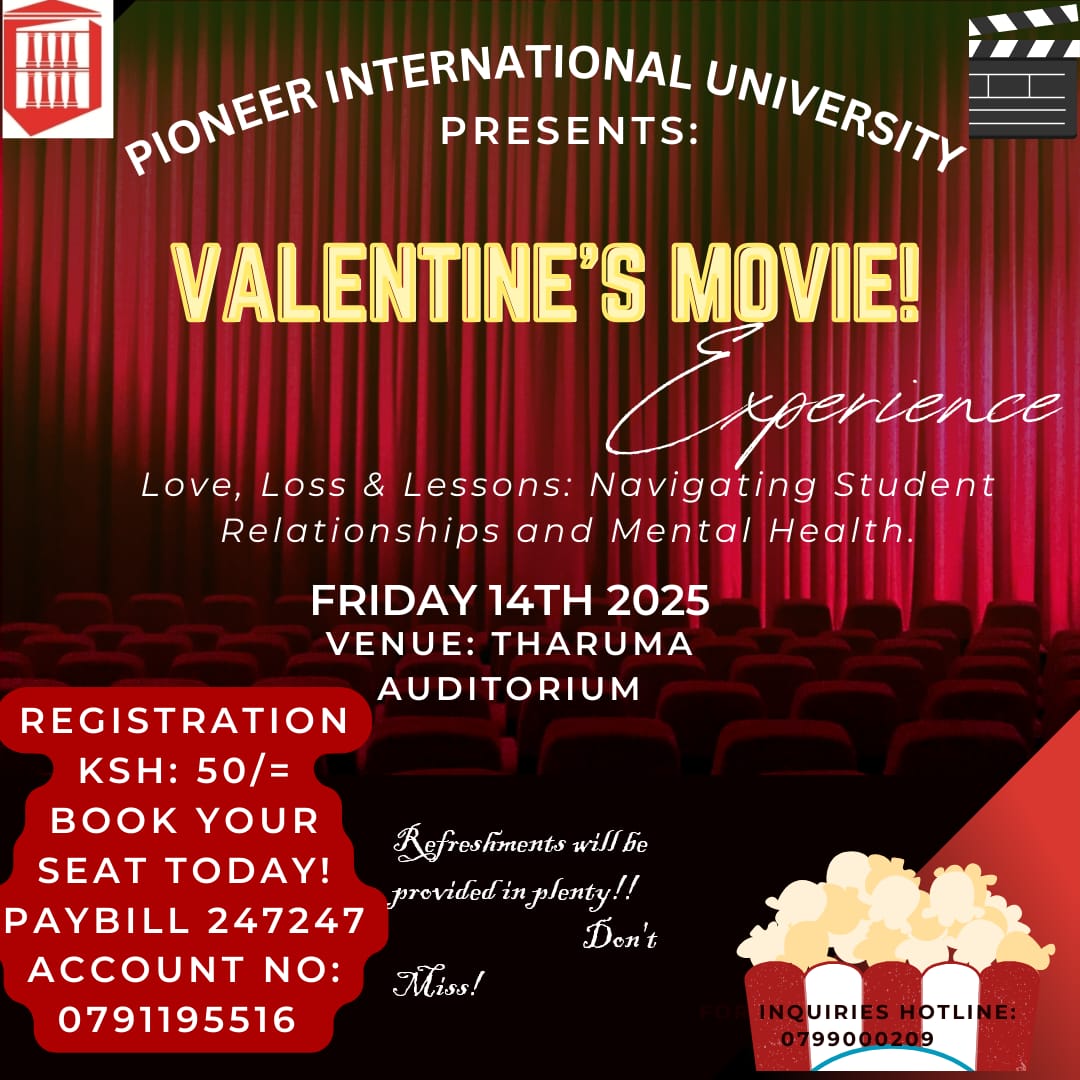 PIONEER INTERNATIONAL UNIVERSITY
PRESENTS:
VALENTINE'S MOVIE!
Experience
Love, Loss & Lessons: Navigating Student
Relationships and Mental Health.
FRIDAY 14TH 2025
VENUE: THARUMA
AUDITORIUM
REGISTRATION
KSH: 50/=
BOOK YOUR
SEAT TODAY!
PAYBILL 247247
ACCOUNT NO:
0791195516
Refreshments will be
provided in plenty!!
Don't
Miss!
FOR INQUIRIES HOTLINE:
0799000209